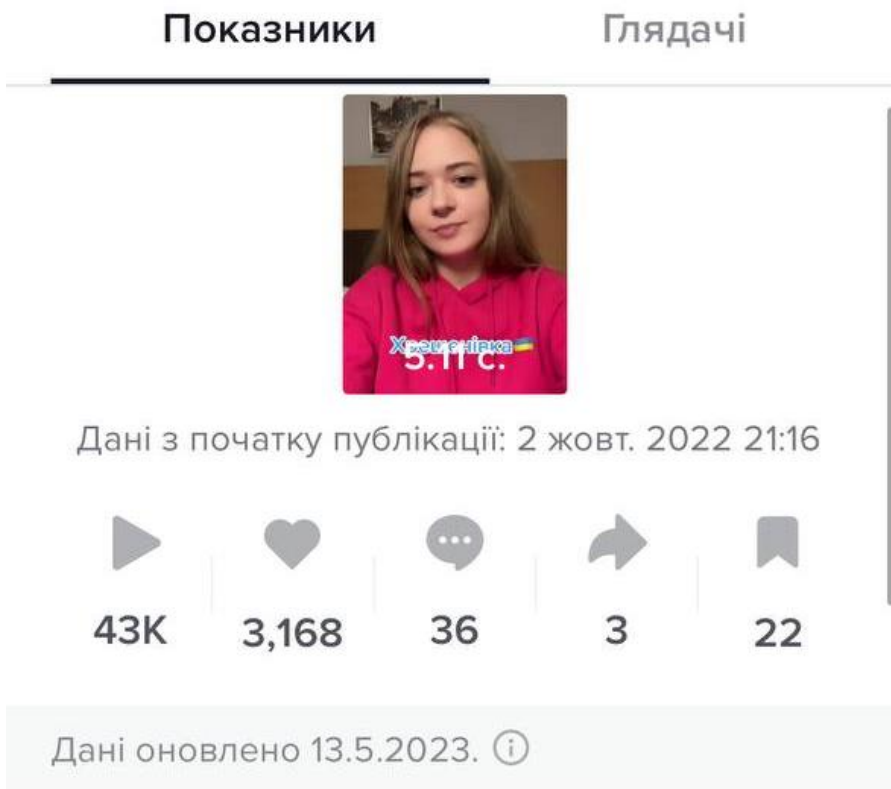 Показники
Глядачі
Хрещенівка🇺🇦
5.11 с.
Дані з початку публікації: 2 жовт. 2022 21:16
43K
3,168
36
3
22
Дані оновлено 13.5.2023.